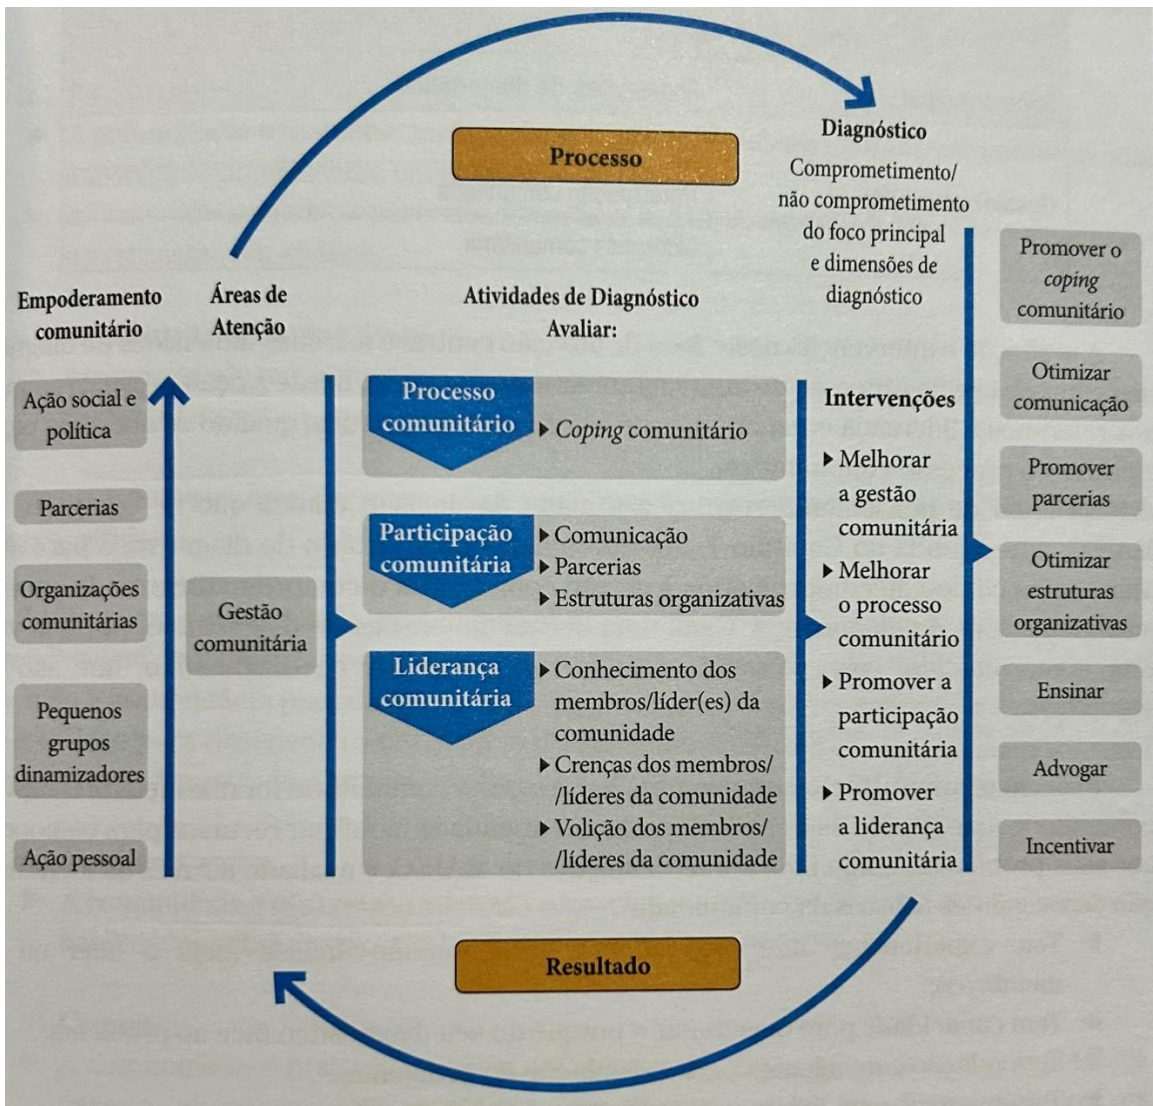 Processo
Diagnóstico
Comprometimento/
não comprometimento
do foco principal
e dimensões de
diagnóstico
Empoderamento
comunitário
Ação social e
política
Parcerias
Organizações
comunitárias
Pequenos
grupos
dinamizadores
Ação pessoal
Áreas de
Atenção
Gestão
comunitária
Atividades de Diagnóstico
Avaliar:
Processo
comunitário
▸ Coping comunitário
Participação
comunitária
▸ Comunicação
▸ Parcerias
▸ Estruturas organizativas
Liderança
comunitária
▸ Conhecimento dos
membros/líder(es) da
comunidade
▸ Crenças dos membros/
/líderes da comunidade
▸ Volição dos membros/
/líderes da comunidade
Intervenções
▸ Melhorar
a gestão
comunitária
▸ Melhorar
o processo
comunitário
▸ Promover a
participação
comunitária
▸ Promover
a liderança
comunitária
Promover o
coping
comunitário
Otimizar
comunicação
Promover
parcerias
Otimizar
estruturas
organizativas
Ensinar
Advogar
Incentivar
Resultado